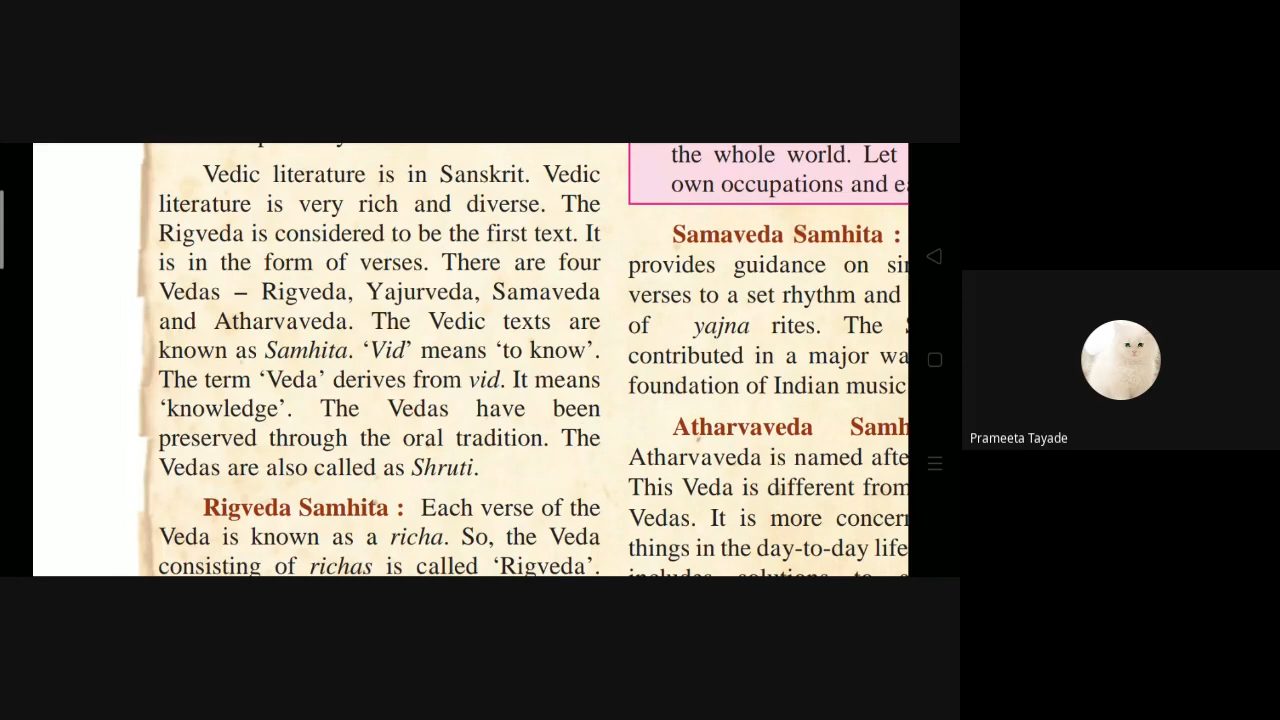 Vedic literature is in Sanskrit. Vedic
literature is very rich and diverse. The
Rigveda is considered to be the first text. It
is in the form of verses. There are four
Vedas – Rigveda, Yajurveda, Samaveda
and Atharvaveda. The Vedic texts are
known as Samhita. ‘Vid’ means ‘to know’.
The term ‘Veda’ derives from vid. It means
‘knowledge’. The Vedas have been
preserved through the oral tradition. The
Vedas are also called as Shruti.
Rigveda Samhita : Each verse of the
Veda is known as a richa. So, the Veda
consisting of richas is called ‘Rigveda’.
the whole world. Let
own occupations and
Samaveda Samhita :
provides guidance on
verses to a set rhythm and
of yajna rites. The
contributed in a major
foundation of Indian music
Atharvaveda
Atharvaveda is named
This Veda is different from
Vedas. It is more
things in the day-to-day life
includes solutions to
Prameeta Tayade